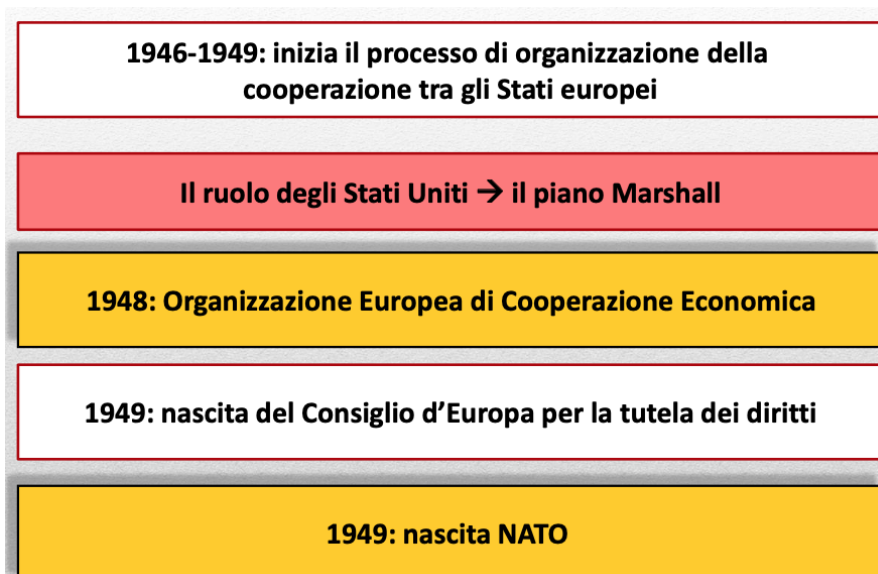 1946-1949: inizia il processo di organizzazione della
cooperazione tra gli Stati europei
Il ruolo degli Stati Uniti → il piano Marshall
1948: Organizzazione Europea di Cooperazione Economica
1949: nascita del Consiglio d’Europa per la tutela dei diritti
1949: nascita NATO